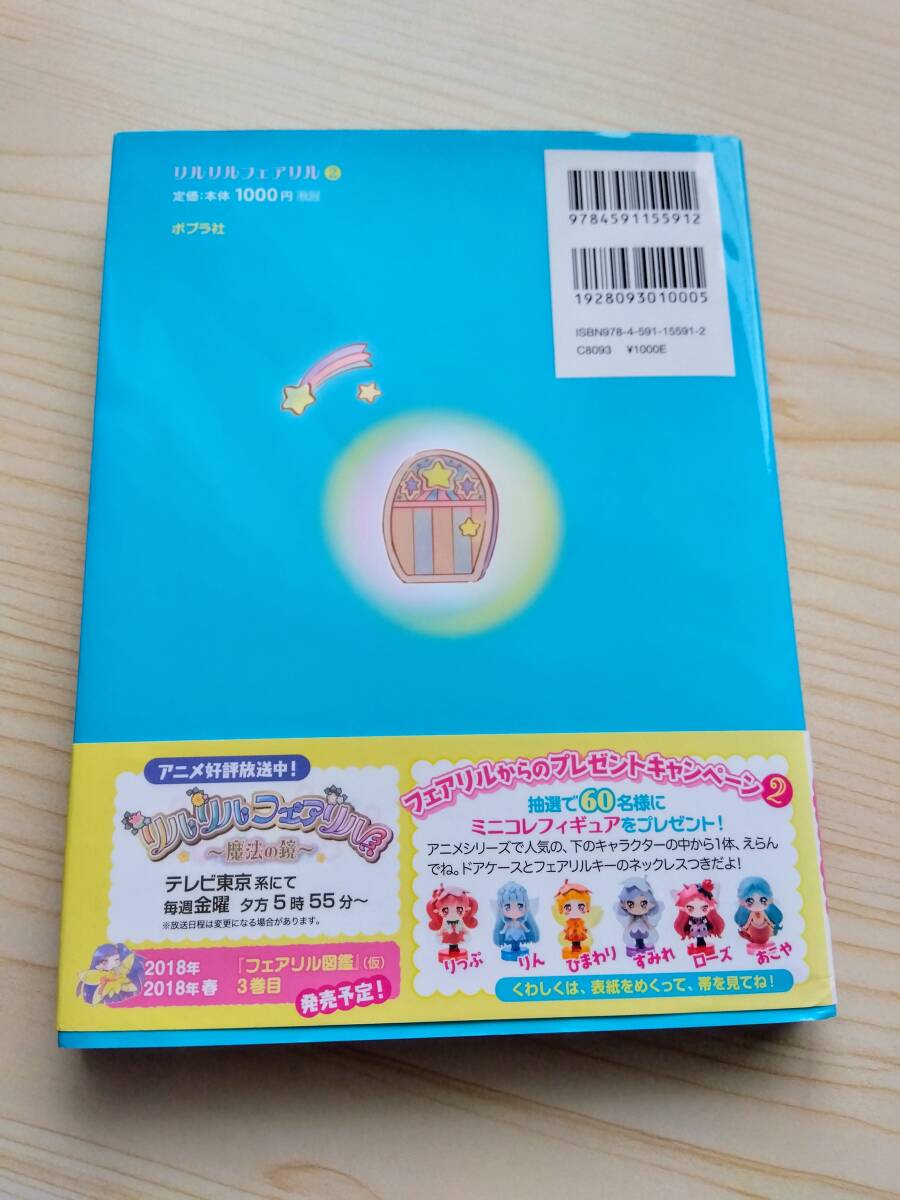 リルリルフェアリル2
定価:本体1000円 税別
ポプラ社
9784591155912
1928093010005
ISBN978-4-591-15591-2
C8093 ¥1000E
アニメ好評放送中!
リルリルフェアリル
~魔法の鏡~
テレビ東京系にて
毎週金曜 夕方5時55分~
※放送日程は変更になる場合があります。
2018年
2018年春
『フェアリル図鑑』(仮)
3巻目
発売予定!
フェアリルからのプレゼントキャンペーン2
抽選で60名様に
ミニコレフィギュアをプレゼント!
アニメシリーズで人気の、下のキャラクターの中から1体、えらん
でね。ドアケースとフェアリルキーのネックレスつきだよ!
りっぷ りん ひまわり すみれ ローズ あこや
くわしくは、表紙をめくって、帯を見てね!